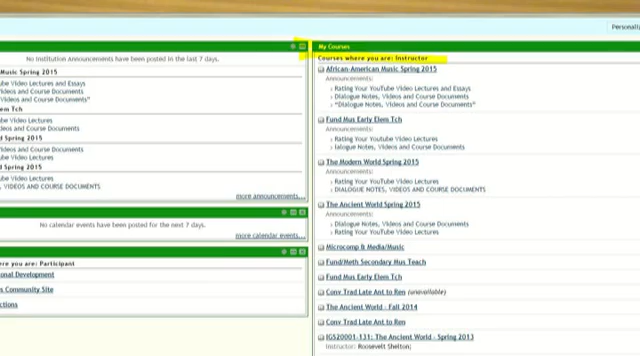 Personali
No Institution Announcements have been posted in the last 7 days.
Music Spring 2015
be Video Lectures and Essays
Videos and Course Documents
Videos and Course Documents"
em Tch
be Video Lectures
deos and Course Documents
d Spring 2015
Videos and Course Documents
be Video Lectures
d Spring 2015
be Video Lectures
, VIDEOS AND COURSE DOCUMENTS
more announcements...
No calendar events have been posted for the next 7 days.
more calendar events...
re you are: Participant
onal Development
s Community Site
ctions
My Courses
Courses where you are: Instructor
African-American Music Spring 2015
Announcements:
› Rating Your YouTube Video Lectures and Essays
› Dialogue Notes, Videos and Course Documents
› "Dialogue Notes, Videos and Course Documents"
Fund Mus Early Elem Tch
Announcements:
› Rating Your Youtube Video Lectures
› Ialogue Notes, Videos and Course Documents
The Modern World Spring 2015
Announcements:
› Rating Your YouTube Video Lectures
› DIALOGUE NOTES, VIDEOS AND COURSE DOCUMENTS
The Ancient World Spring 2015
Announcements:
› Dialogue Notes, Videos and Course Documents
› Rating Your YouTube Video Lectures
Microcomp & Media/Music
Fund/Meth Secondary Mus Teach
Fund Mus Early Elem Tch
Conv Trad Late Ant to Ren (unavailable)
The Ancient World - Fall 2014
Conv Trad Late Ant to Ren
IGS20001-131: The Ancient World - Spring 2013
Instructor: Roosevelt Shelton;